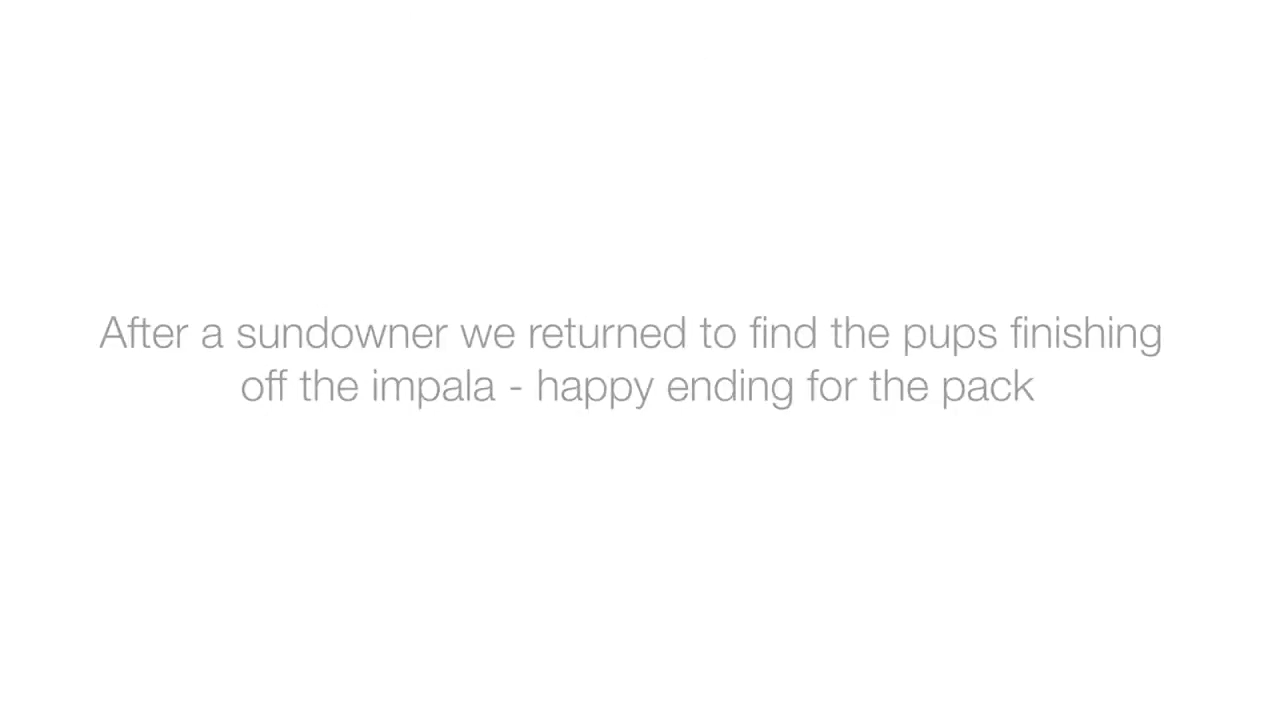 After a sundowner we returned to find the pups finishing
off the impala - happy ending for the pack